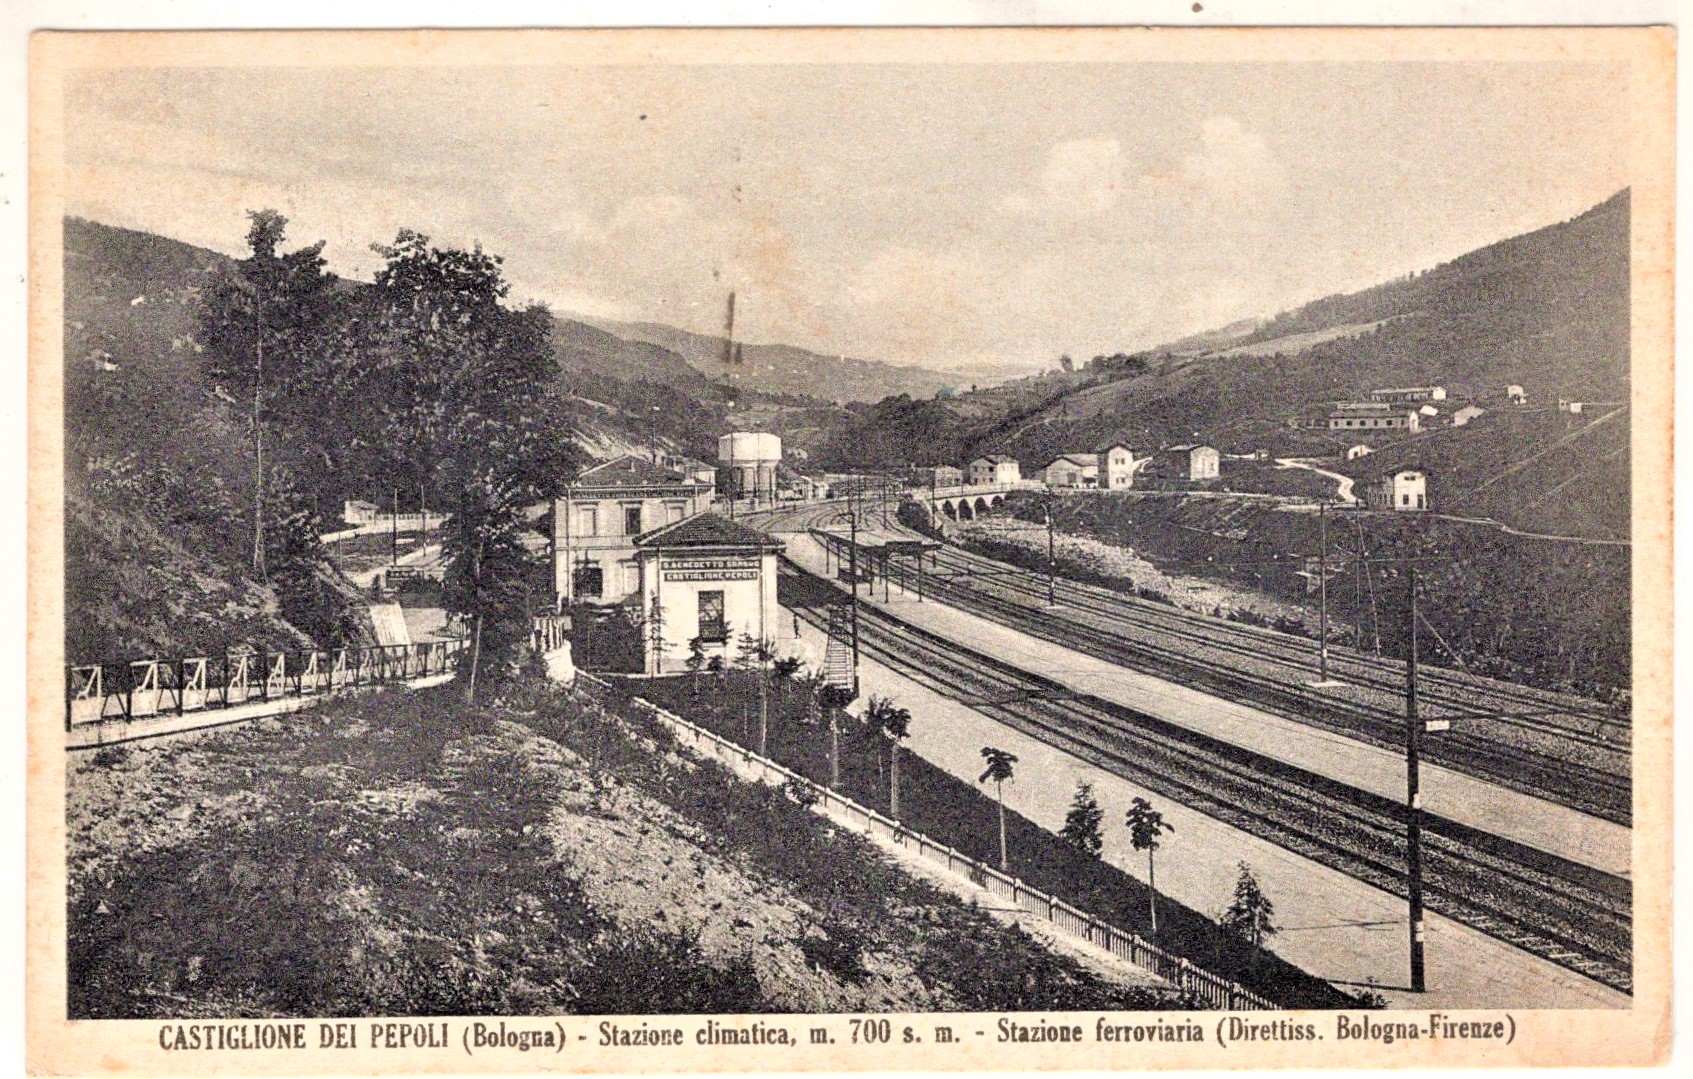 S. BENEDETTO SAMBRO
CASTIGLIONE PEPOLI
CASTIGLIONE DEI PEPOLI (Bologna) - Stazione climatica, m. 700 s. m. - Stazione ferroviaria (Direttiss. Bologna-Firenze)